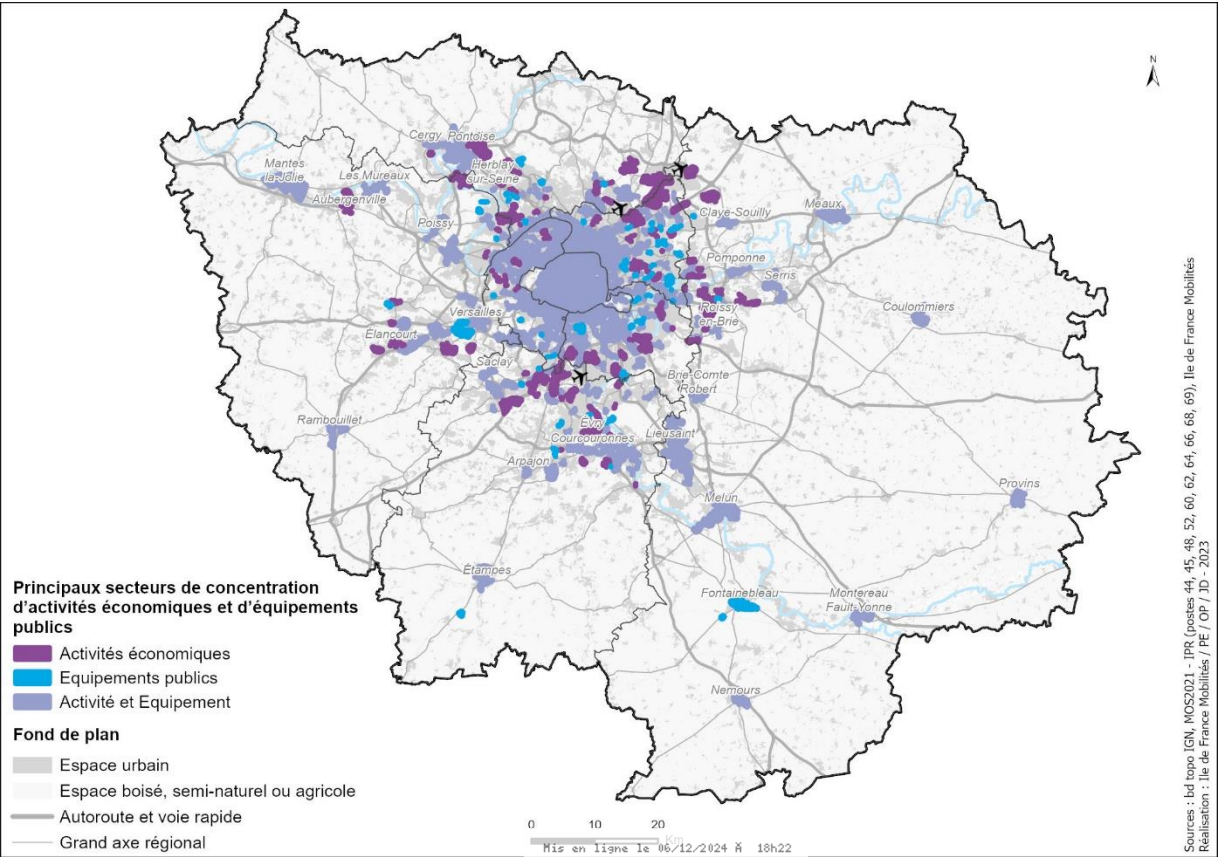 N
Cergy Pontoise
Herblay
sur-Seine
Mantes
la-Jolie
Les Mureaux
Aubergenville
Poissy
Claye-Souilly
Meaux
Pomponne
Serris
Coulommiers
Versailles
Roissy
en-Brie
Élancourt
Saclay
Brie-Comte
Robert
Rambouillet
Évry
Courcouronnes
Lieusaint
Arpajon
Melun
Provins
Étampes
Fontainebleau
Montereau
Fault-Yonne
Nemours
Principaux secteurs de concentration
d'activités économiques et d'équipements
publics
Activités économiques
Equipements publics
Activité et Equipement
Fond de plan
Espace urbain
Espace boisé, semi-naturel ou agricole
Autoroute et voie rapide
Grand axe régional
0 10 20
Km
Mis en ligne le 06/12/2024 À 18h22
Sources : bd topo IGN, MOS2021 - IPR (postes 44, 45, 48, 52, 60, 62, 64, 66, 68, 69), Ile de France Mobilités
Réalisation : Ile de France Mobilités / PE / OP / JD - 2023